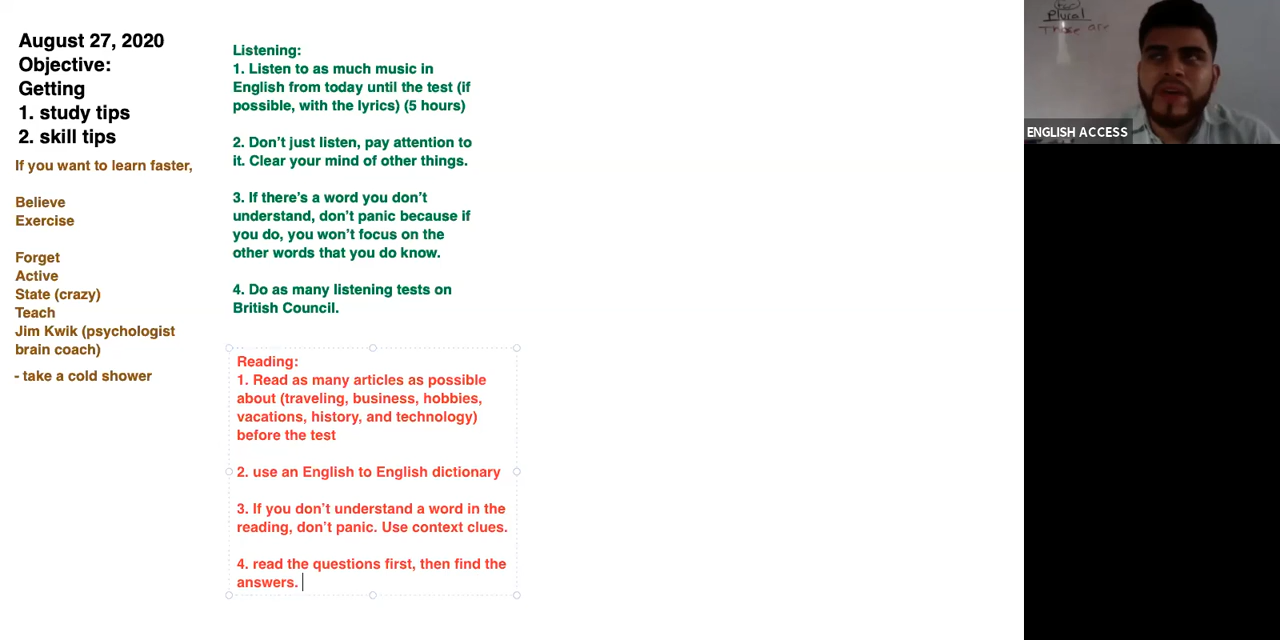 August 27, 2020
Objective:
Getting
1. study tips
2. skill tips
If you want to learn faster,
Believe
Exercise
Forget
Active
State (crazy)
Teach
Jim Kwik (psychologist
brain coach)
- take a cold shower
Listening:
1. Listen to as much music in
English from today until the test (if
possible, with the lyrics) (5 hours)
2. Don’t just listen, pay attention to
it. Clear your mind of other things.
3. If there’s a word you don’t
understand, don’t panic because if
you do, you won’t focus on the
other words that you do know.
4. Do as many listening tests on
British Council.
Reading:
1. Read as many articles as possible
about (traveling, business, hobbies,
vacations, history, and technology)
before the test
2. use an English to English dictionary
3. If you don’t understand a word in the
reading, don’t panic. Use context clues.
4. read the questions first, then find the
answers.
Plural
Those are
ENGLISH ACCESS